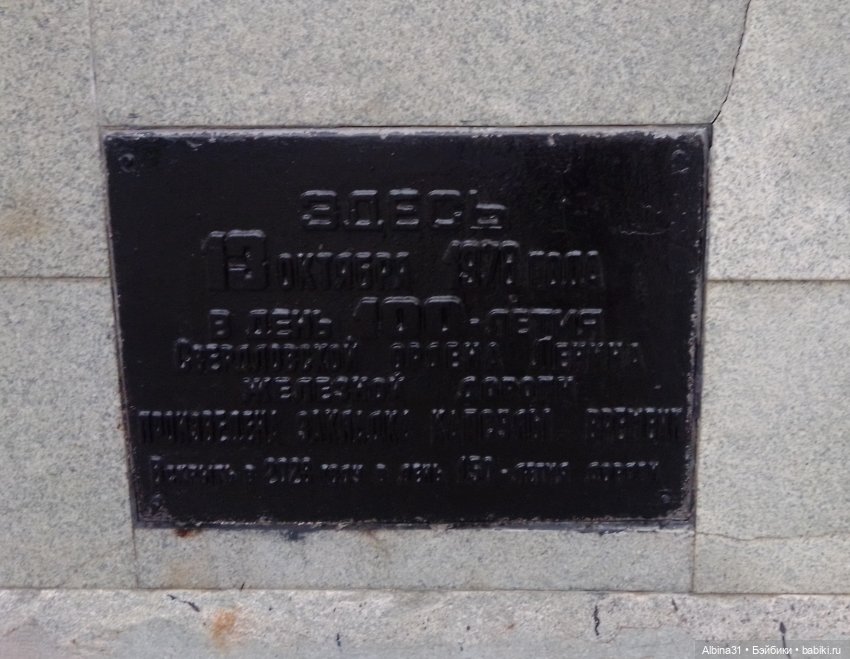 ЗДЕСЬ
13 ОКТЯБРЯ 1978 ГОДА
В ДЕНЬ 100-ЛЕТИЯ
СВЕРДЛОВСКОЙ ОРДЕНА ЛЕНИНА
ЖЕЛЕЗНОЙ ДОРОГИ
ПРОИЗВЕДЕНА ЗАКЛАДКА КАПСУЛЫ ВРЕМЕНИ
Вскрыть в 2028 году в день 150-летия дороги
Albina31 • Бэйбики • babiki.ru